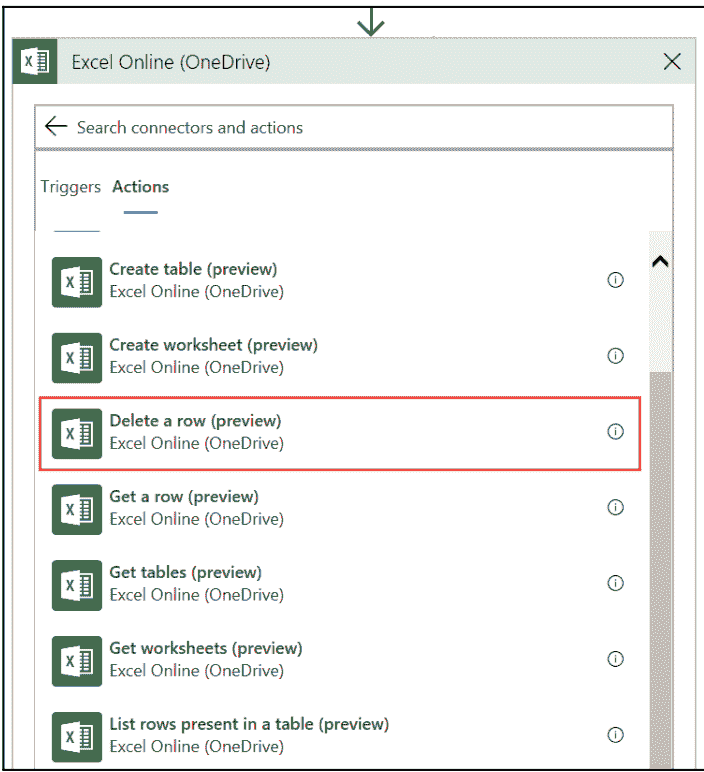 Excel Online (OneDrive)
Search connectors and actions
Triggers Actions
Create table (preview)
Excel Online (OneDrive)
Create worksheet (preview)
Excel Online (OneDrive)
Delete a row (preview)
Excel Online (OneDrive)
Get a row (preview)
Excel Online (OneDrive)
Get tables (preview)
Excel Online (OneDrive)
Get worksheets (preview)
Excel Online (OneDrive)
List rows present in a table (preview)
Excel Online (OneDrive)